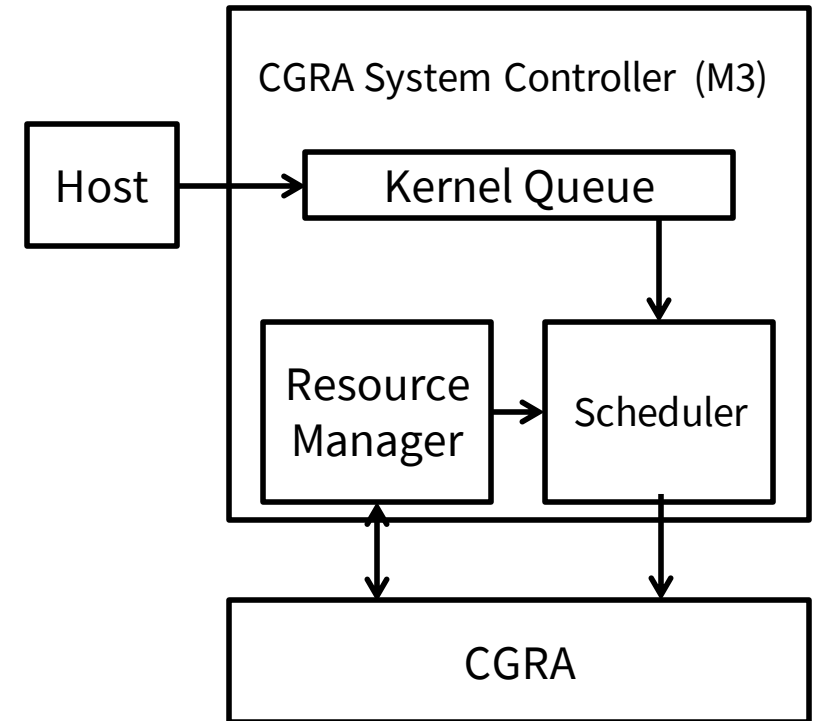 CGRA System Controller (M3)
Host
Kernel Queue
Resource
Manager
Scheduler
CGRA